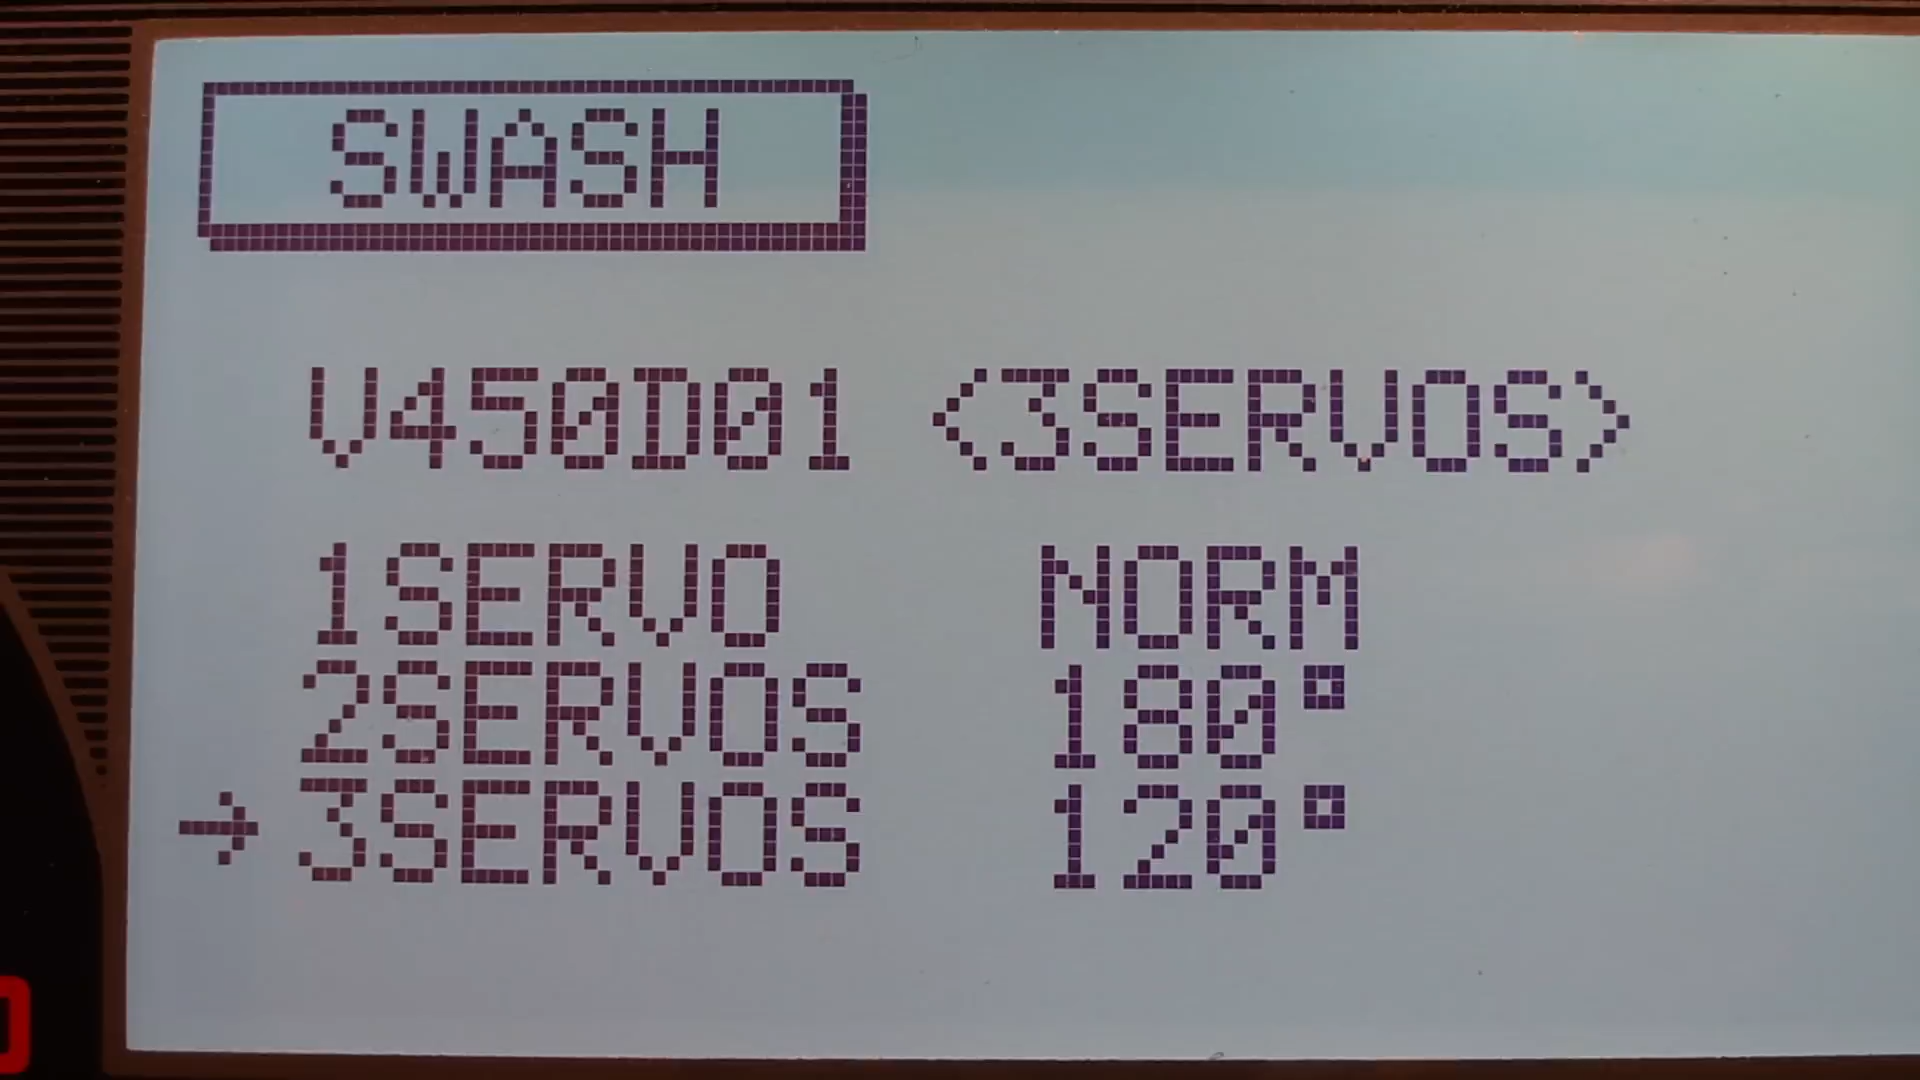 SWASH
V450D01 <3SERVOS>
1SERVO NORM
2SERVOS 180°
→3SERVOS 120°